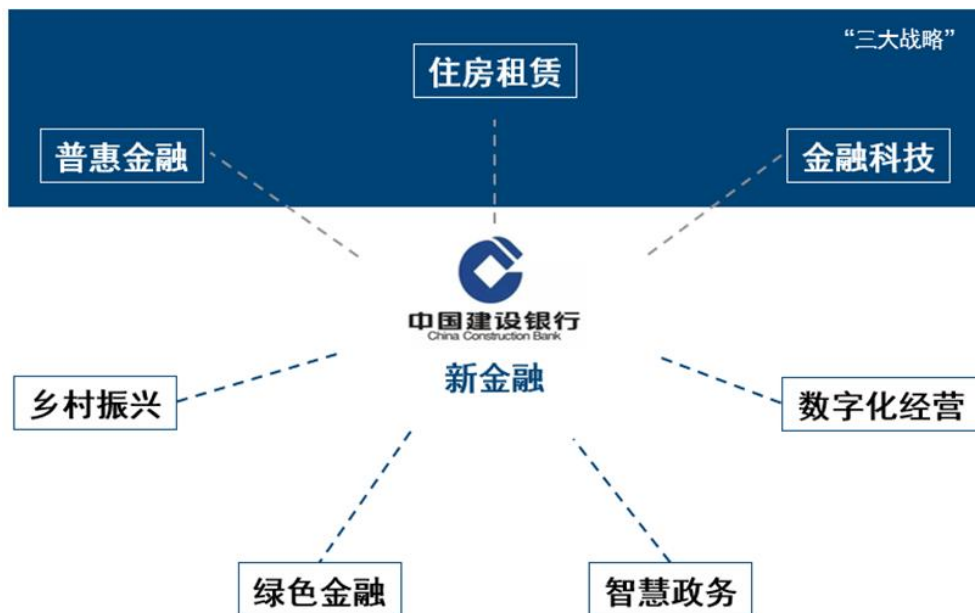 “三大战略”
住房租赁
普惠金融
金融科技
中国建设银行
China Construction Bank
新金融
乡村振兴
数字化经营
绿色金融
智慧政务